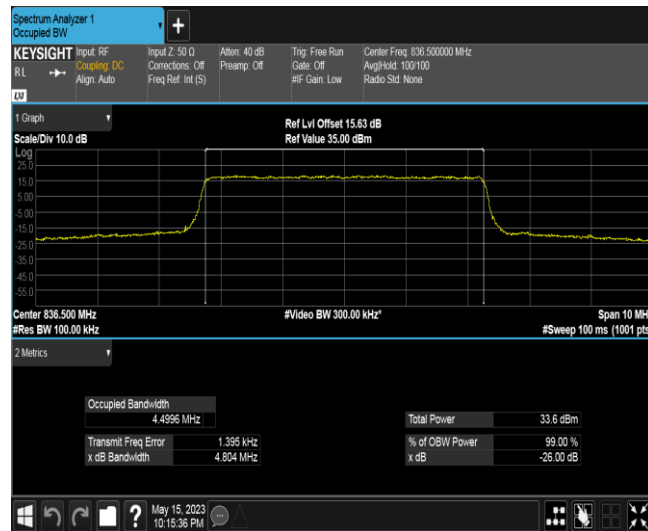 Spectrum Analyzer 1
Occupied BW
+
KEYSIGHT
RL
LXI
Input: RF
Coupling: DC
Align: Auto
Input Z: 50 Ω
Corrections: Off
Freq Ref: Int (S)
Atten: 40 dB
Preamp: Off
Trig: Free Run
Gate: Off
#IF Gain: Low
Center Freq: 836.500000 MHz
Avg|Hold: 100/100
Radio Std: None
1 Graph
Scale/Div 10.0 dB
Ref Lvl Offset 15.63 dB
Ref Value 35.00 dBm
Log
25.0
15.0
5.00
-5.00
-15.0
-25.0
-35.0
-45.0
-55.0
Center 836.500 MHz
#Res BW 100.00 kHz
#Video BW 300.00 kHz*
Span 10 MH
#Sweep 100 ms (1001 pts
2 Metrics
Occupied Bandwidth
4.4996 MHz
Transmit Freq Error 1.395 kHz
x dB Bandwidth 4.804 MHz
Total Power 33.6 dBm
% of OBW Power 99.00 %
x dB -26.00 dB
?
May 15, 2023
10:15:36 PM